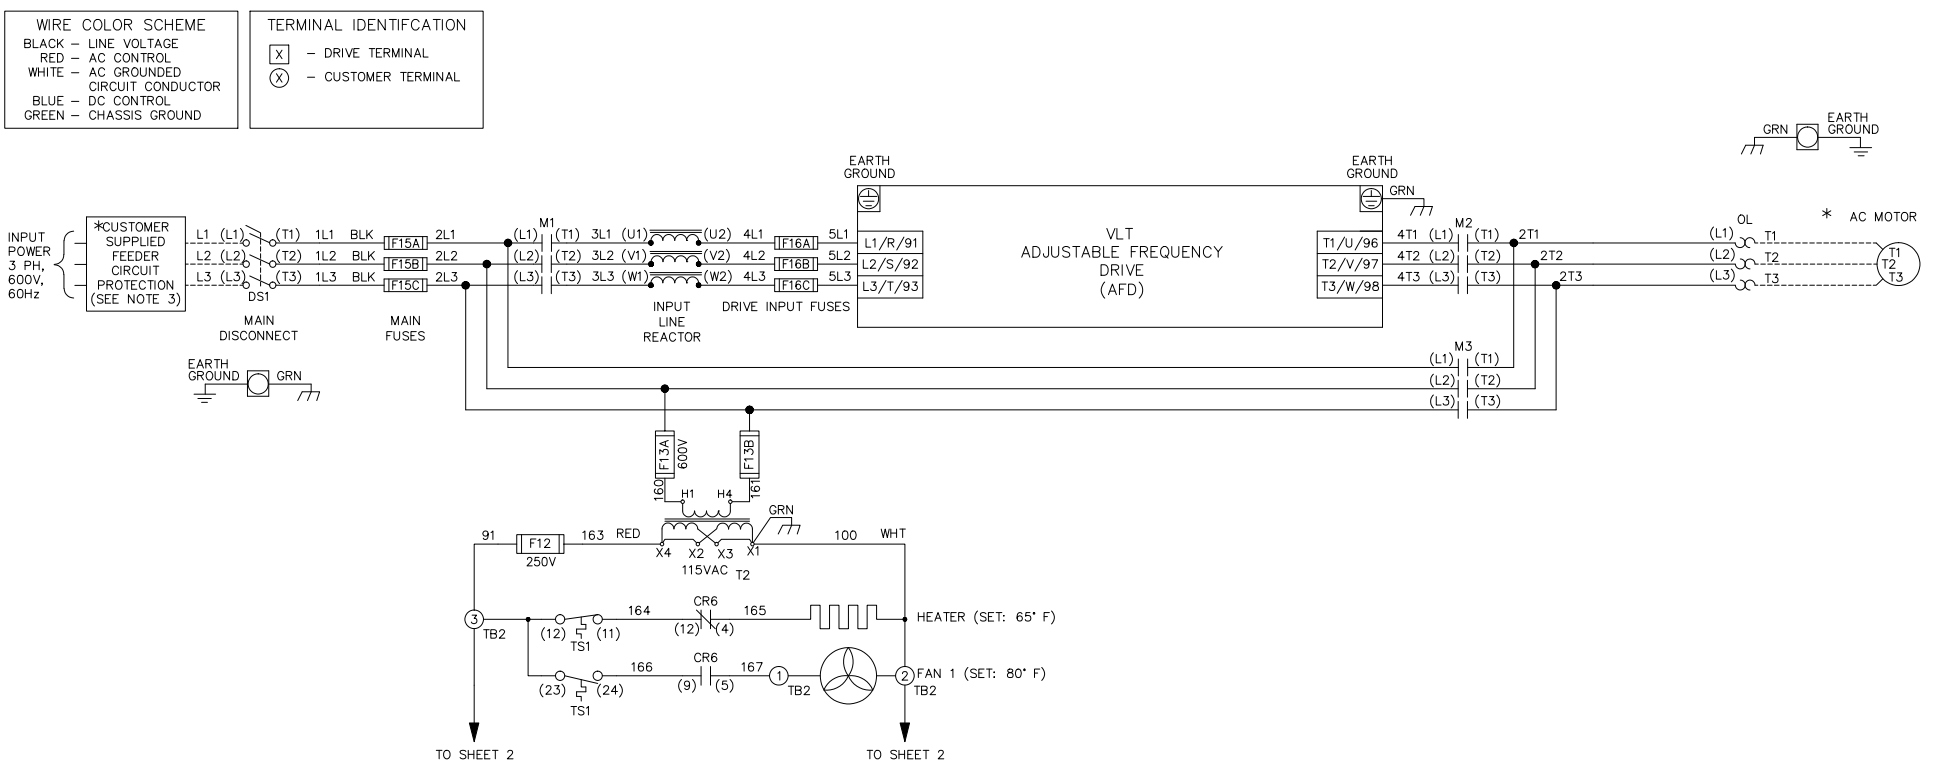 WIRE COLOR SCHEME
BLACK – LINE VOLTAGE
RED – AC CONTROL
WHITE – AC GROUNDED
CIRCUIT CONDUCTOR
BLUE – DC CONTROL
GREEN – CHASSIS GROUND
TERMINAL IDENTIFCATION
X – DRIVE TERMINAL
X – CUSTOMER TERMINAL
GRN
EARTH
GROUND
EARTH
GROUND
EARTH
GROUND
GRN
INPUT
POWER
3 PH,
600V,
60Hz
*CUSTOMER
SUPPLIED
FEEDER
CIRCUIT
PROTECTION
(SEE NOTE 3)
L1 (L1) (T1) 1L1 BLK F15A 2L1 (L1) M1 (T1) 3L1 (U1) (U2) 4L1 F16A 5L1 L1/R/91
L2 (L2) (T2) 1L2 BLK F15B 2L2 (L2) (T2) 3L2 (V1) (V2) 4L2 F16B 5L2 L2/S/92
L3 (L3) (T3) 1L3 BLK F15C 2L3 (L3) (T3) 3L3 (W1) (W2) 4L3 F16C 5L3 L3/T/93
DS1
MAIN
DISCONNECT
MAIN
FUSES
INPUT
LINE
REACTOR
DRIVE INPUT FUSES
VLT
ADJUSTABLE FREQUENCY
DRIVE
(AFD)
T1/U/96 4T1 (L1) M2 (T1) 2T1 (L1) OL T1
T2/V/97 4T2 (L2) (T2) 2T2 (L2) T2
T3/W/98 4T3 (L3) (T3) 2T3 (L3) T3
* AC MOTOR
T1
T2
T3
EARTH
GROUND
GRN
M3
(L1) (T1)
(L2) (T2)
(L3) (T3)
F13A
600V
F13B
160
161
H1 H4
GRN
91 F12 163 RED
250V
X4 X2 X3 X1
100 WHT
115VAC T2
3
TB2
(12) (11)
TS1
164
CR6
(12) (4)
165
HEATER (SET: 65° F)
(23) (24)
TS1
166
CR6
(9) (5)
167
1
TB2
2
TB2
FAN 1 (SET: 80° F)
TO SHEET 2
TO SHEET 2